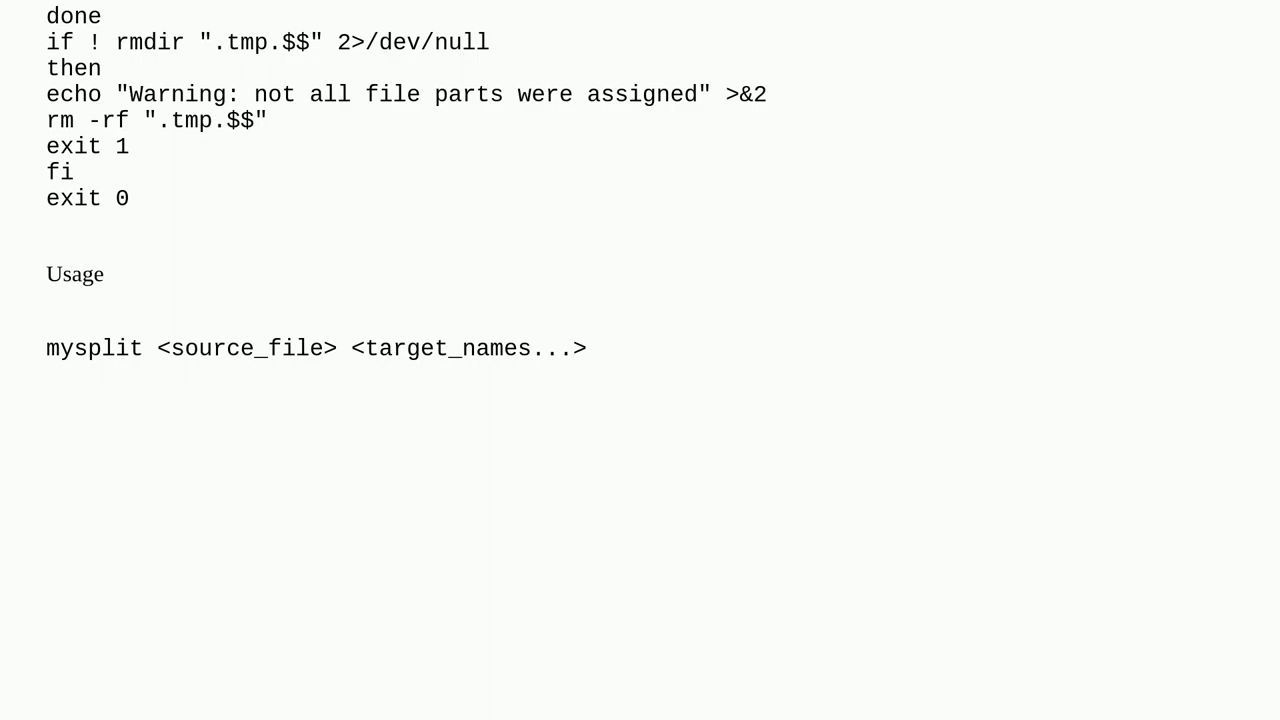 done
if ! rmdir ".tmp.$$" 2>/dev/null
then
echo "Warning: not all file parts were assigned" >&2
rm -rf ".tmp.$$"
exit 1
fi
exit 0
Usage
mysplit <source_file> <target_names...>